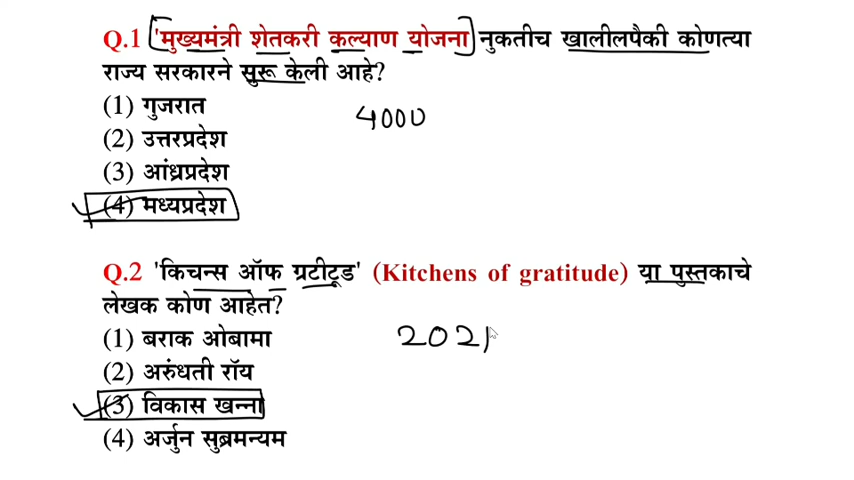 Q.1 'मुख्यमंत्री शेतकरी कल्याण योजना' नुकतीच खालीलपैकी कोणत्या
राज्य सरकारने सुरू केली आहे?
(1) गुजरात
4000
(2) उत्तरप्रदेश
(3) आंध्रप्रदेश
(4) मध्यप्रदेश
Q.2 'किचन्स ऑफ ग्रटीटूड' (Kitchens of gratitude) या पुस्तकाचे
लेखक कोण आहेत?
(1) बराक ओबामा
2021
(2) अरुंधती रॉय
(3) विकास खन्ना
(4) अर्जुन सुब्रमन्यम